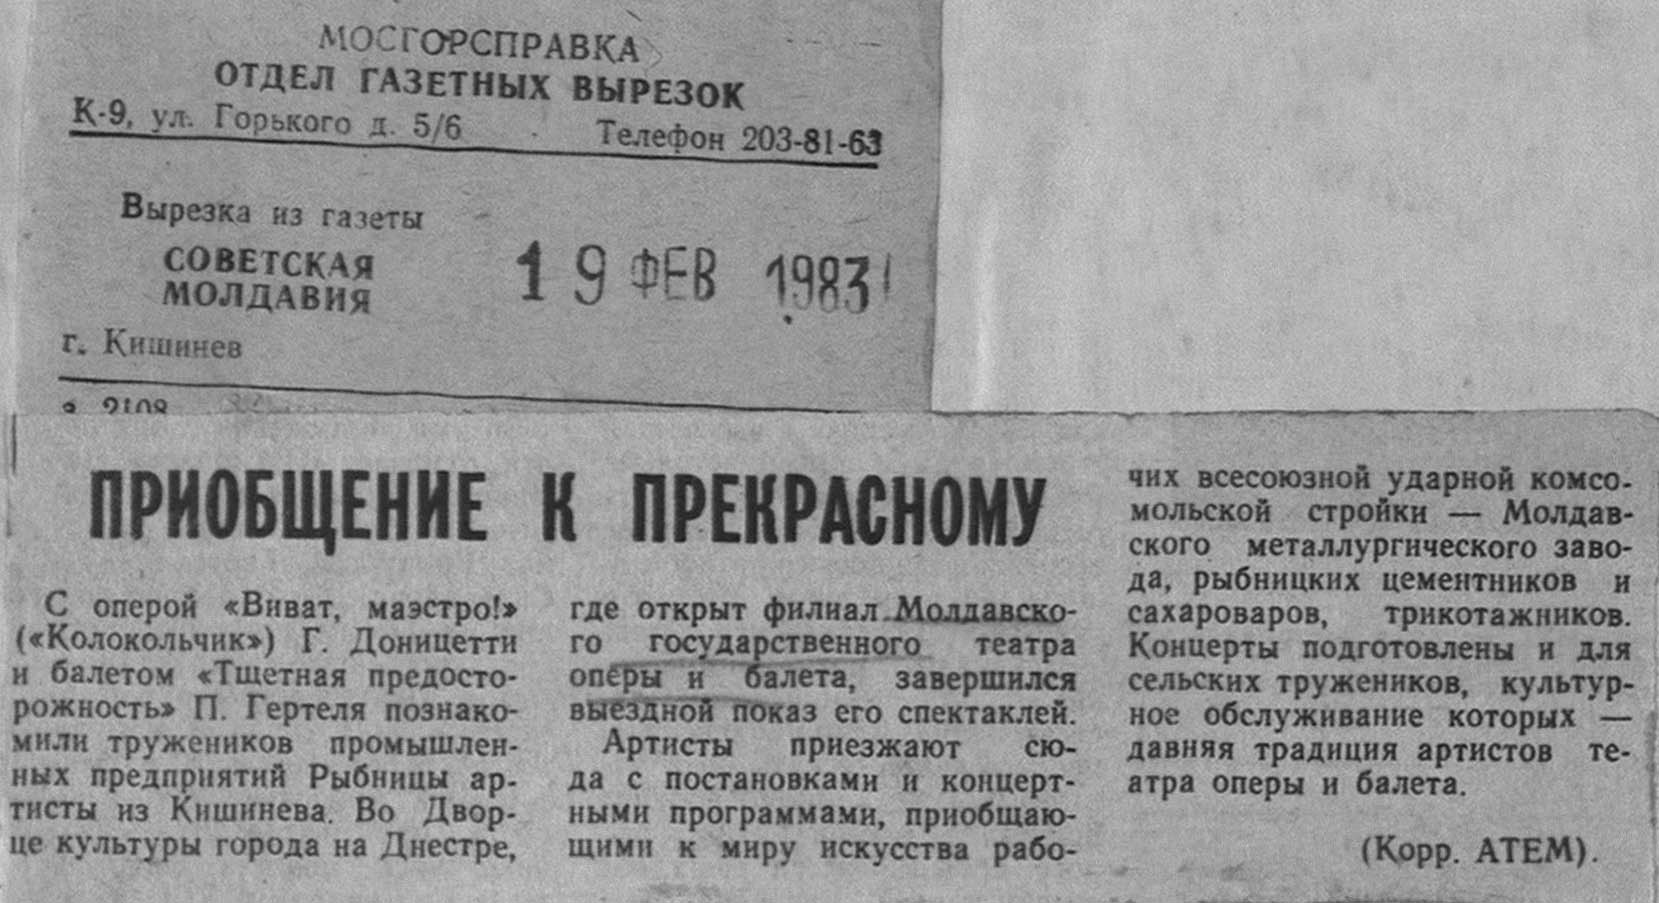 МОСГОРСПРАВКА
ОТДЕЛ ГАЗЕТНЫХ ВЫРЕЗОК
К-9, ул. Горького д. 5/6 Телефон 203-81-63
Вырезка из газеты
СОВЕТСКАЯ
МОЛДАВИЯ
19 ФЕВ 1983
г. Кишинев
2108
ПРИОБЩЕНИЕ К ПРЕКРАСНОМУ
С оперой «Виват, маэстро!»
(«Колокольчик») Г. Доницетти
и балетом «Тщетная предосто-
рожность» П. Гертеля познако-
мили тружеников промышлен-
ных предприятий Рыбницы ар-
тисты из Кишинева. Во Двор-
це культуры города на Днестре,
где открыт филиал Молдавско-
го государственного театра
оперы и балета, завершился
выездной показ его спектаклей.
Артисты приезжают сю-
да с постановками и концерт-
ными программами, приобщаю-
щими к миру искусства рабо-
чих всесоюзной ударной комсо-
мольской стройки — Молдав-
ского металлургического заво-
да, рыбницких цементников и
сахароваров, трикотажников.
Концерты подготовлены и для
сельских тружеников, культур-
ное обслуживание которых —
давняя традиция артистов те-
атра оперы и балета.
(Корр. АТЕМ).